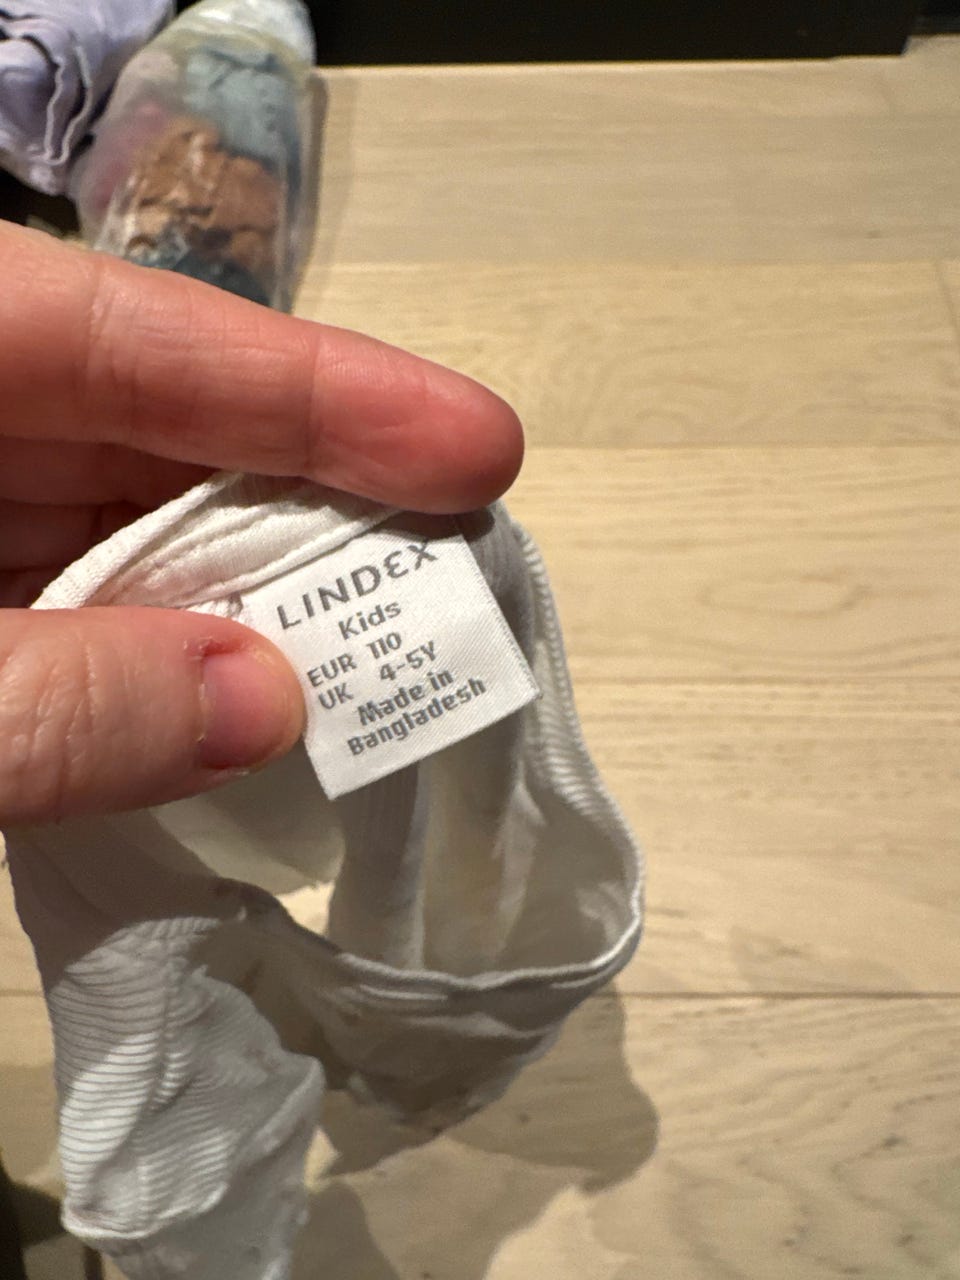 LINDEX
Kids
EUR 110
UK 4-5Y
Made in
Bangladesh